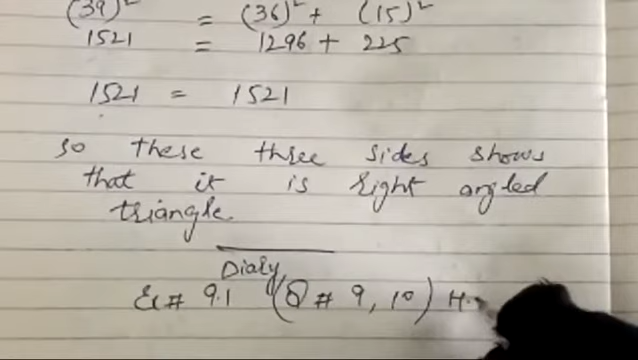 (39)² = (36)² + (15)²
1521 = 1296 + 225
1521 = 1521
so these three sides shows
that it is right angled
triangle.
Diary
Ex # 9.1 (Q # 9, 10) H.